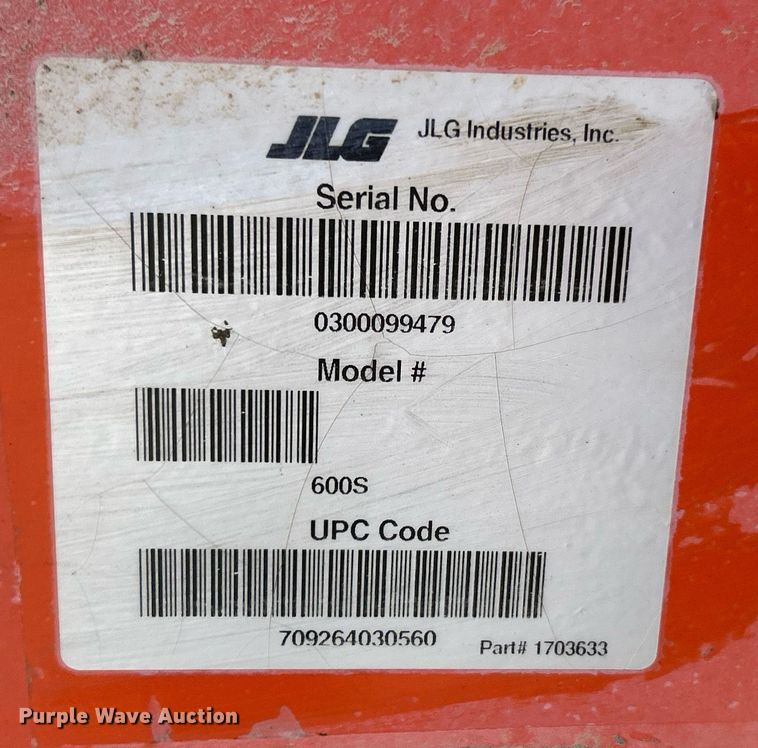 JLG JLG Industries, Inc.
Serial No.
0300099479
Model #
600S
UPC Code
709264030560 Part# 1703633
Purple Wave Auction